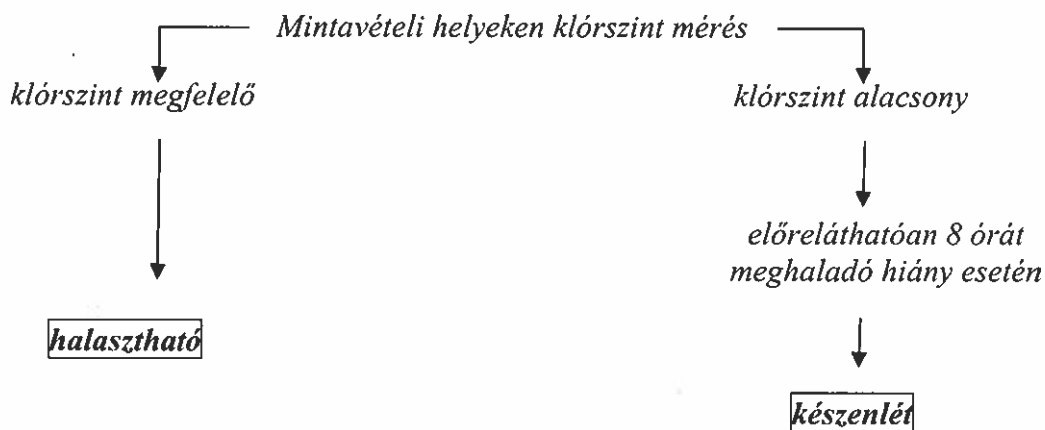 Mintavételi helyeken klórszint mérés
klórszint megfelelő
klórszint alacsony
előreláthatóan 8 órát
meghaladó hiány esetén
halasztható
készenlét